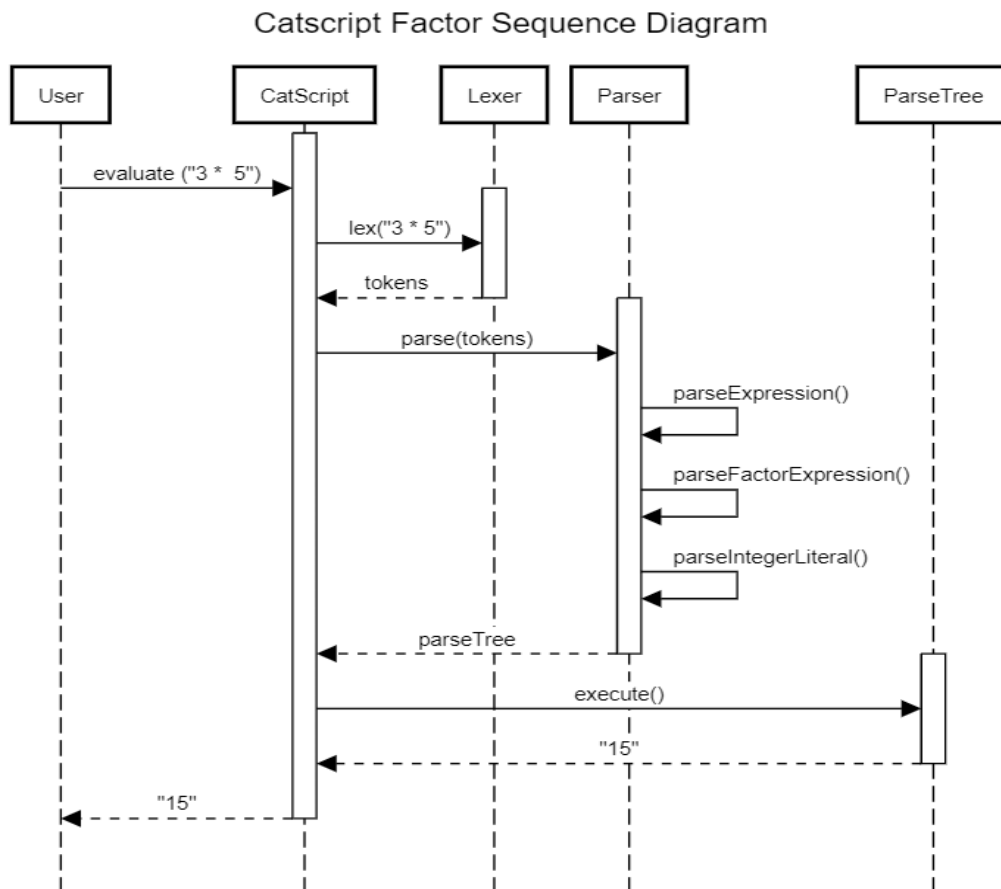 Catscript Factor Sequence Diagram
User
CatScript
Lexer
Parser
ParseTree
evaluate ("3 *  5")
lex("3 * 5")
tokens
parse(tokens)
parseExpression()
parseFactorExpression()
parseIntegerLiteral()
parseTree
execute()
"15"
"15"